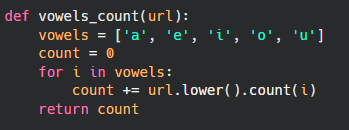 def vowels_count(url):
    vowels = ['a', 'e', 'i', 'o', 'u']
    count = 0
    for i in vowels:
        count += url.lower().count(i)
    return count